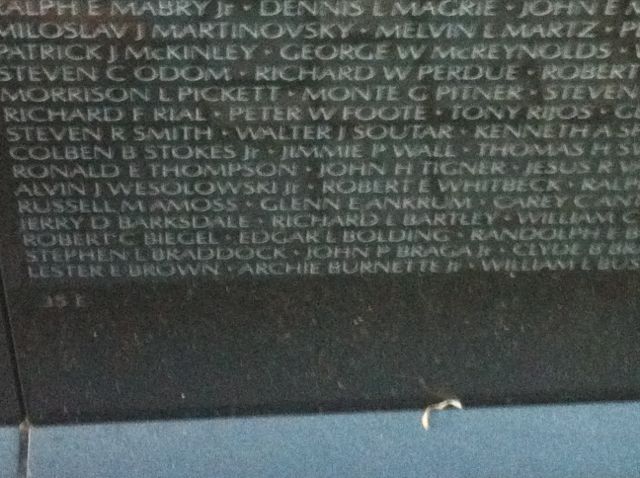 RALPH E MABRY Jr · DENNIS L MAGRIE · JOHN E
MILOSLAV J MARTINOVSKY · MELVIN L MARTZ ·
PATRICK J McKINLEY · GEORGE W McREYNOLDS ·
STEVEN C ODOM · RICHARD W PERDUE · ROBERT
MORRISON L PICKETT · MONTE G PITNER · STEVEN
RICHARD F RIAL · PETER W FOOTE · TONY RIJOS ·
STEVEN R SMITH · WALTER J SOUTAR · KENNETH A
COLBEN B STOKES Jr · JIMMIE P WALL · THOMAS H
RONALD E THOMPSON · JOHN H TIGNER · JESUS R
ALVIN J WESOLOWSKI Jr · ROBERT E WHITBECK · RALPH
RUSSELL M AMOSS · GLENN E ANKRUM · CAREY C
JERRY D BARKSDALE · RICHARD L BARTLEY · WILLIAM
ROBERT G BIEGEL · EDGAR L BOLDING · RANDOLPH E
STEPHEN L BRADDOCK · JOHN P BRAGA Jr · CLYDE B
LESTER L BROWN · ARCHIE BURNETTE Jr · WILLIAM L
35 E